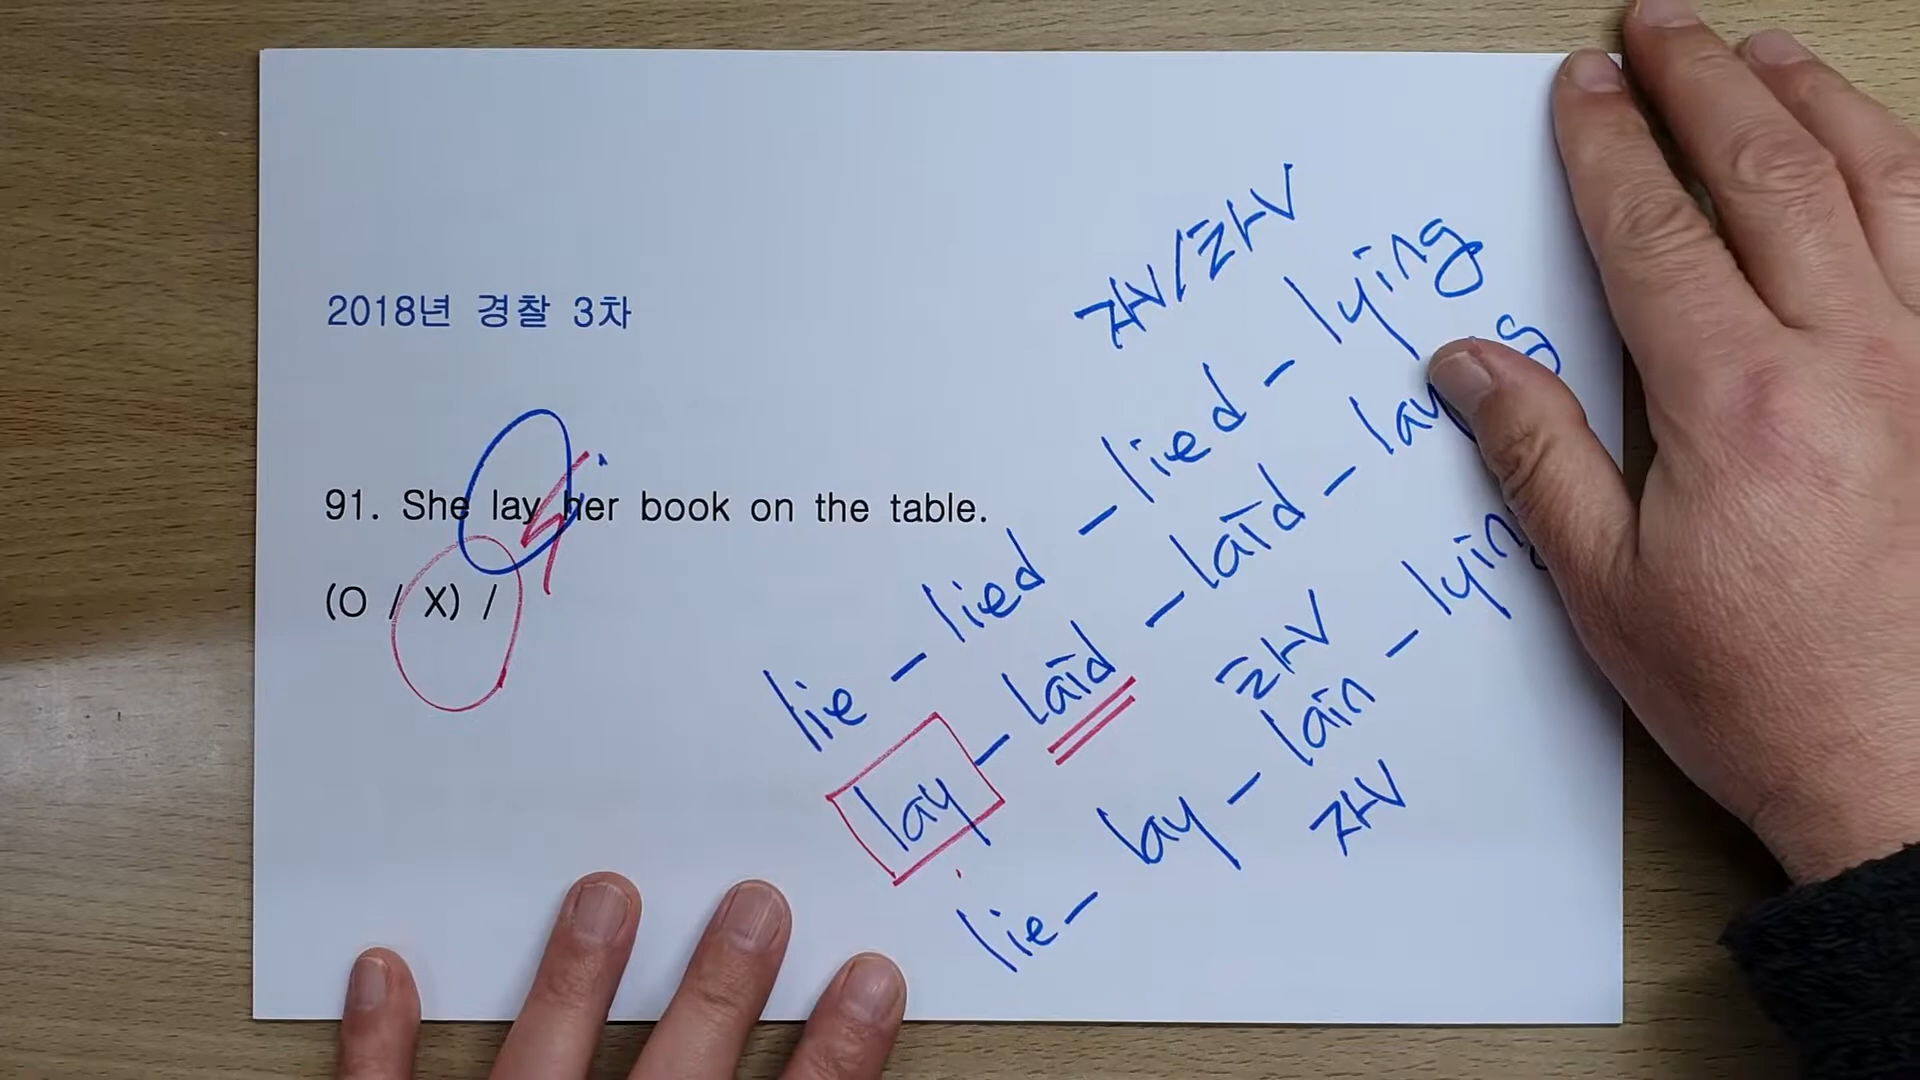 2018년 경찰 3차
91. She lay her book on the table.
(O / X) /
자V/타V
lie - lied - lied - lying
lay - laid - laid -
타V
lie - lay - lain - lying
자V